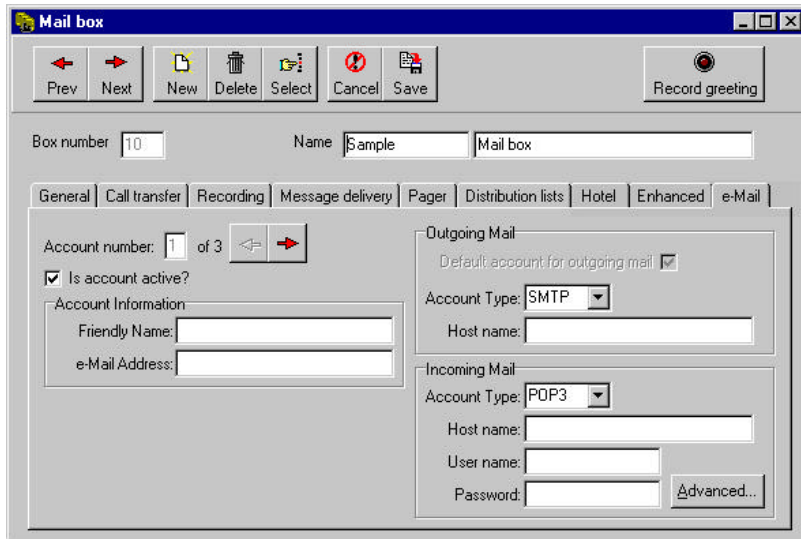 Mail box
Prev Next New Delete Select Cancel Save Record greeting
Box number 10 Name Sample Mail box
General Call transfer Recording Message delivery Pager Distribution lists Hotel Enhanced e-Mail
Account number: 1 of 3
Is account active?
Account Information
Friendly Name:
e-Mail Address:
Outgoing Mail
Default account for outgoing mail
Account Type: SMTP
Host name:
Incoming Mail
Account Type: POP3
Host name:
User name:
Password: Advanced...